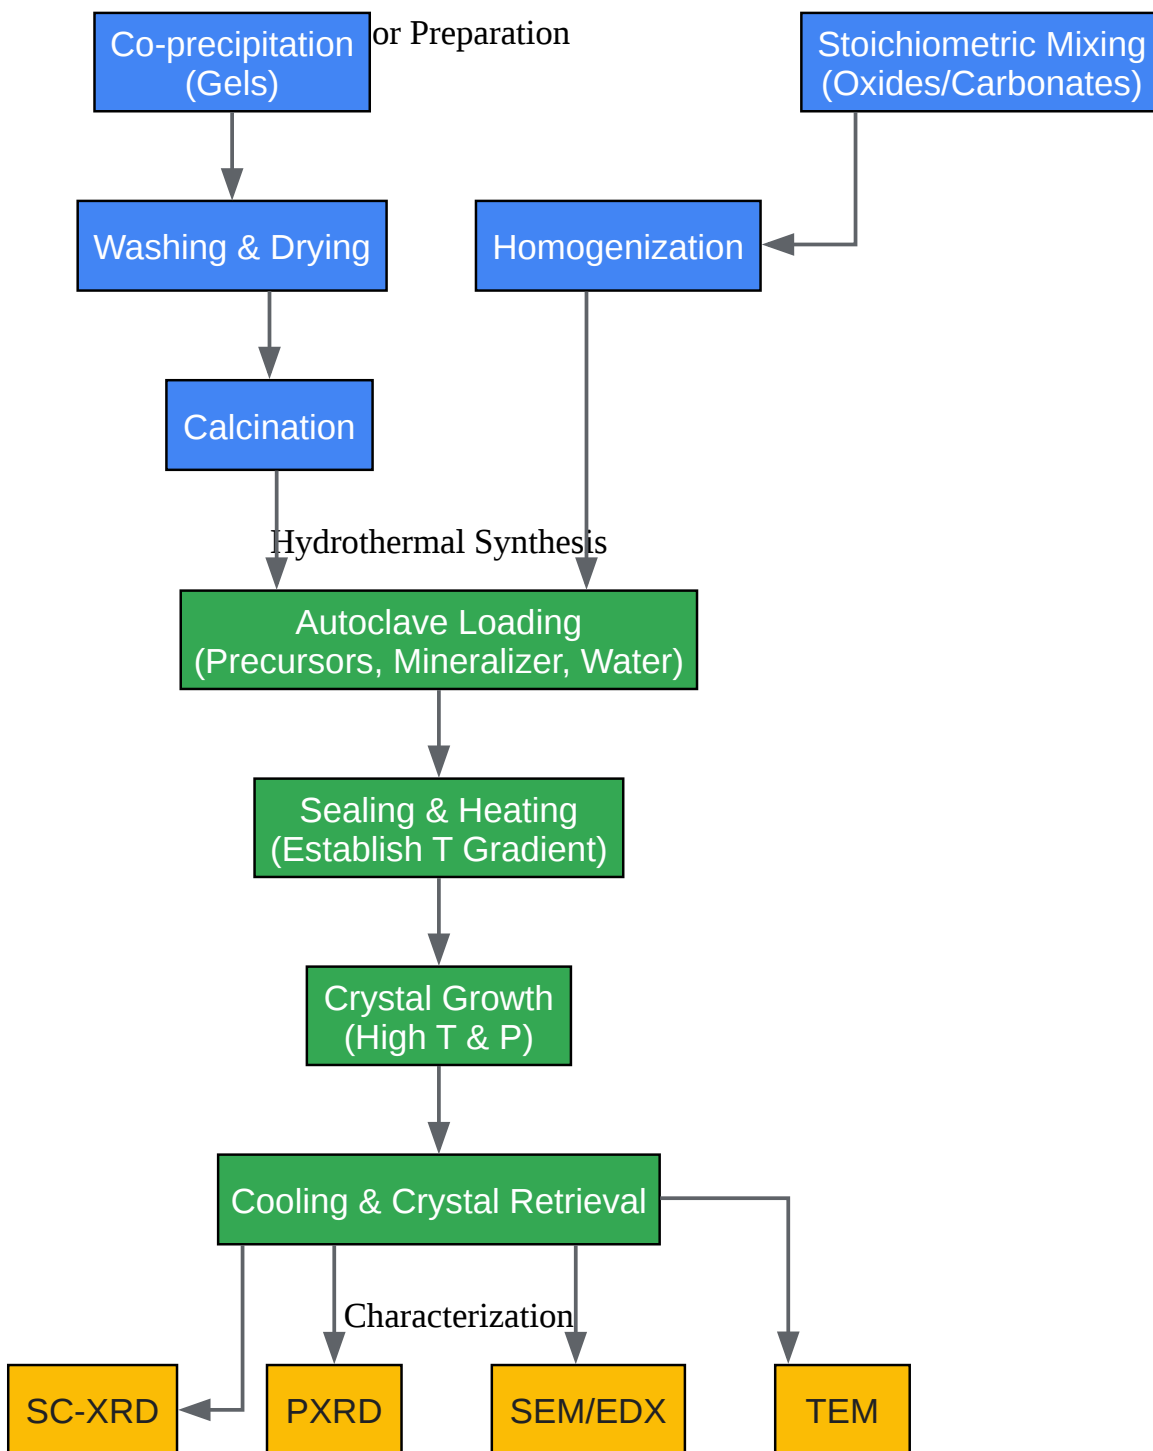 Co-precipitation
(Gels)
or Preparation
Stoichiometric Mixing
(Oxides/Carbonates)
Washing & Drying
Homogenization
Calcination
Hydrothermal Synthesis
Autoclave Loading
(Precursors, Mineralizer, Water)
Sealing & Heating
(Establish T Gradient)
Crystal Growth
(High T & P)
Cooling & Crystal Retrieval
Characterization
SC-XRD
PXRD
SEM/EDX
TEM